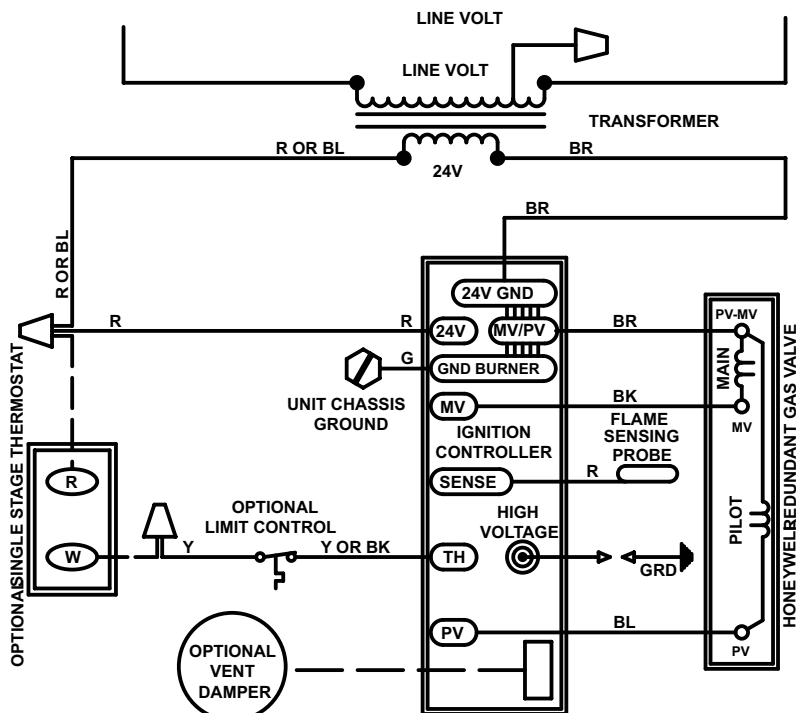 LINE VOLT
LINE VOLT
TRANSFORMER
R OR BL
BR
24V
BR
R OR BL
24V GND
R
R
24V
MV/PV
BR
PV-MV
G
GND BURNER
MAIN
UNIT CHASSIS
GROUND
MV
BK
MV
IGNITION
CONTROLLER
FLAME
SENSING
PROBE
OPTIONAL SINGLE STAGE THERMOSTAT
R
SENSE
R
OPTIONAL
LIMIT CONTROL
HIGH
VOLTAGE
PILOT
HONEYWELL REDUNDANT GAS VALVE
W
Y
Y OR BK
TH
GRD
PV
BL
PV
OPTIONAL
VENT
DAMPER